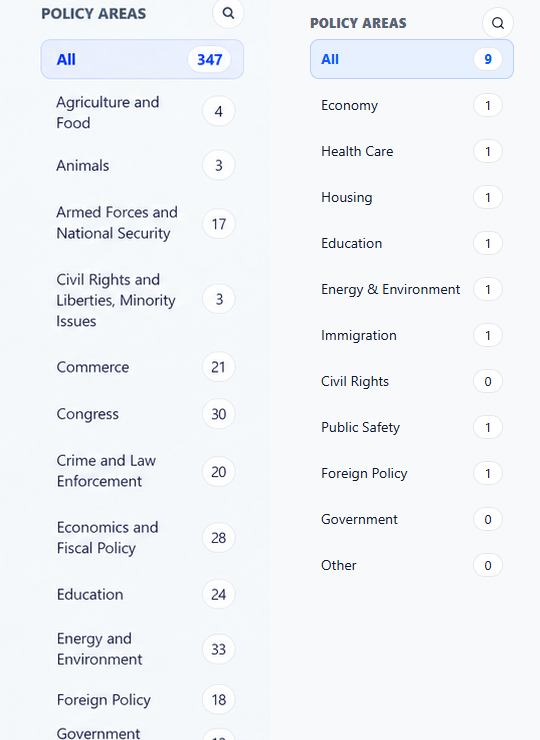 POLICY AREAS
All 347
Agriculture and
Food 4
Animals 3
Armed Forces and
National Security 17
Civil Rights and
Liberties, Minority
Issues 3
Commerce 21
Congress 30
Crime and Law
Enforcement 20
Economics and
Fiscal Policy 28
Education 24
Energy and
Environment 33
Foreign Policy 18
Government
POLICY AREAS
All 9
Economy 1
Health Care 1
Housing 1
Education 1
Energy & Environment 1
Immigration 1
Civil Rights 0
Public Safety 1
Foreign Policy 1
Government 0
Other 0